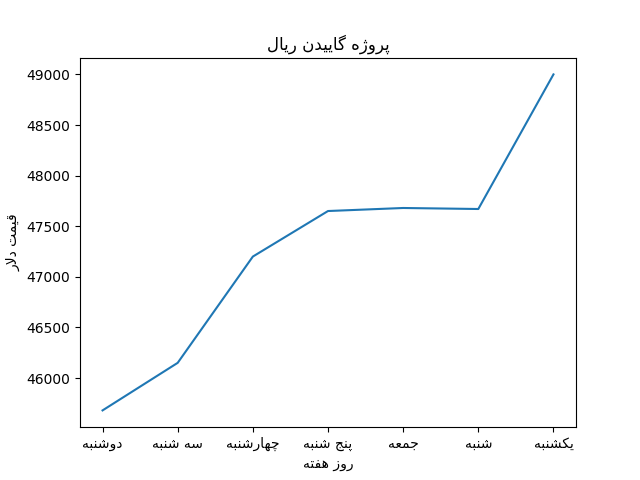 پروژه گاییدن ریال
49000
48500
48000
47500
47000
46500
46000
قیمت دلار
دوشنبه سه شنبه چهارشنبه پنج شنبه جمعه شنبه یکشنبه
روز هفته